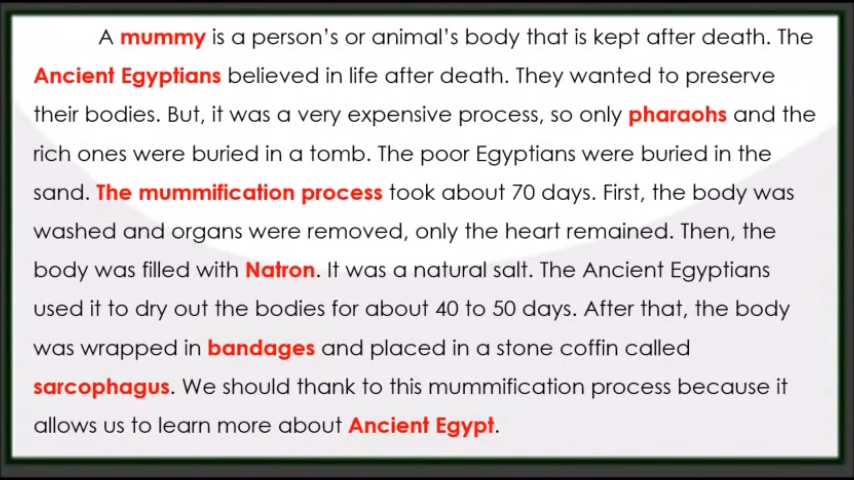 A mummy is a person's or animal's body that is kept after death. The
Ancient Egyptians believed in life after death. They wanted to preserve
their bodies. But, it was a very expensive process, so only pharaohs and the
rich ones were buried in a tomb. The poor Egyptians were buried in the
sand. The mummification process took about 70 days. First, the body was
washed and organs were removed, only the heart remained. Then, the
body was filled with Natron. It was a natural salt. The Ancient Egyptians
used it to dry out the bodies for about 40 to 50 days. After that, the body
was wrapped in bandages and placed in a stone coffin called
sarcophagus. We should thank to this mummification process because it
allows us to learn more about Ancient Egypt.